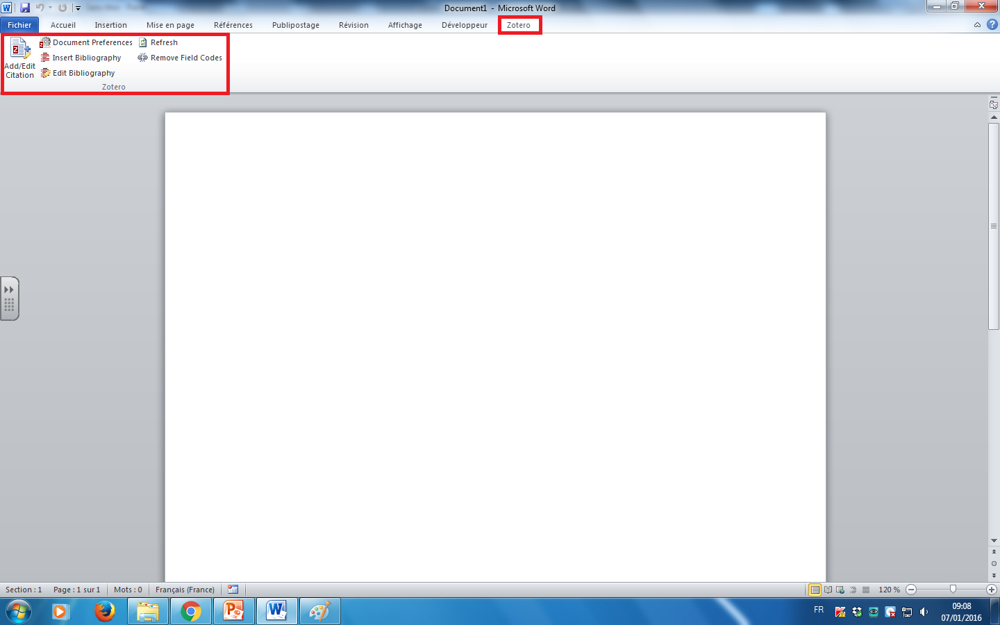 Document1 - Microsoft Word
Fichier Accueil Insertion Mise en page Références Publipostage Révision Affichage Développeur Zotero
Add/Edit
Citation
Document Preferences
Insert Bibliography
Edit Bibliography
Refresh
Remove Field Codes
Zotero
Section : 1 Page : 1 sur 1 Mots : 0 Français (France) 120 %
FR
09:08
07/01/2016